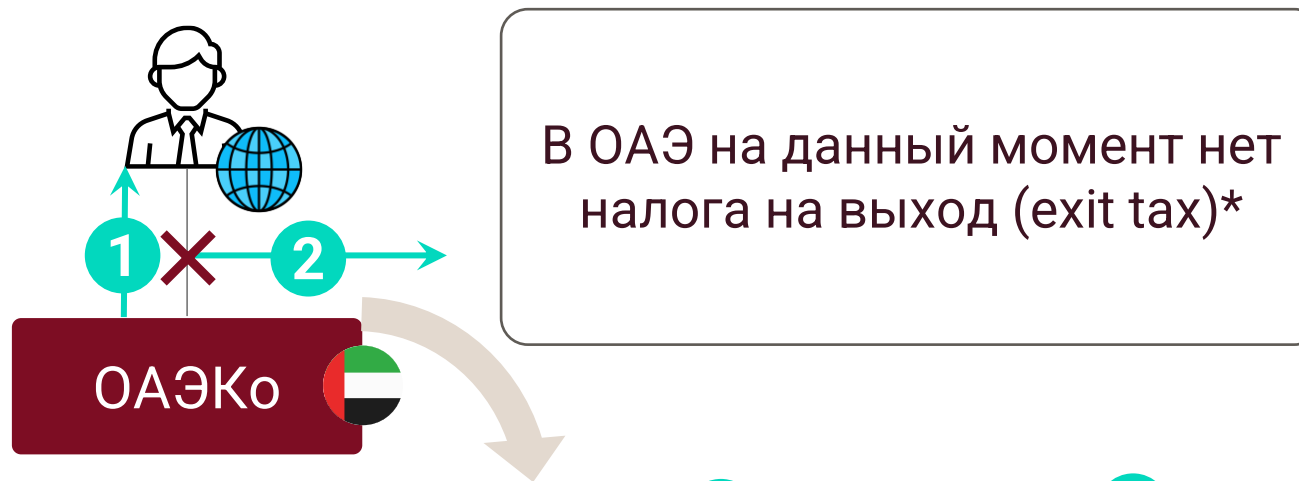 В ОАЭ на данный момент нет
налога на выход (exit tax)*
1
2
ОАЭКо